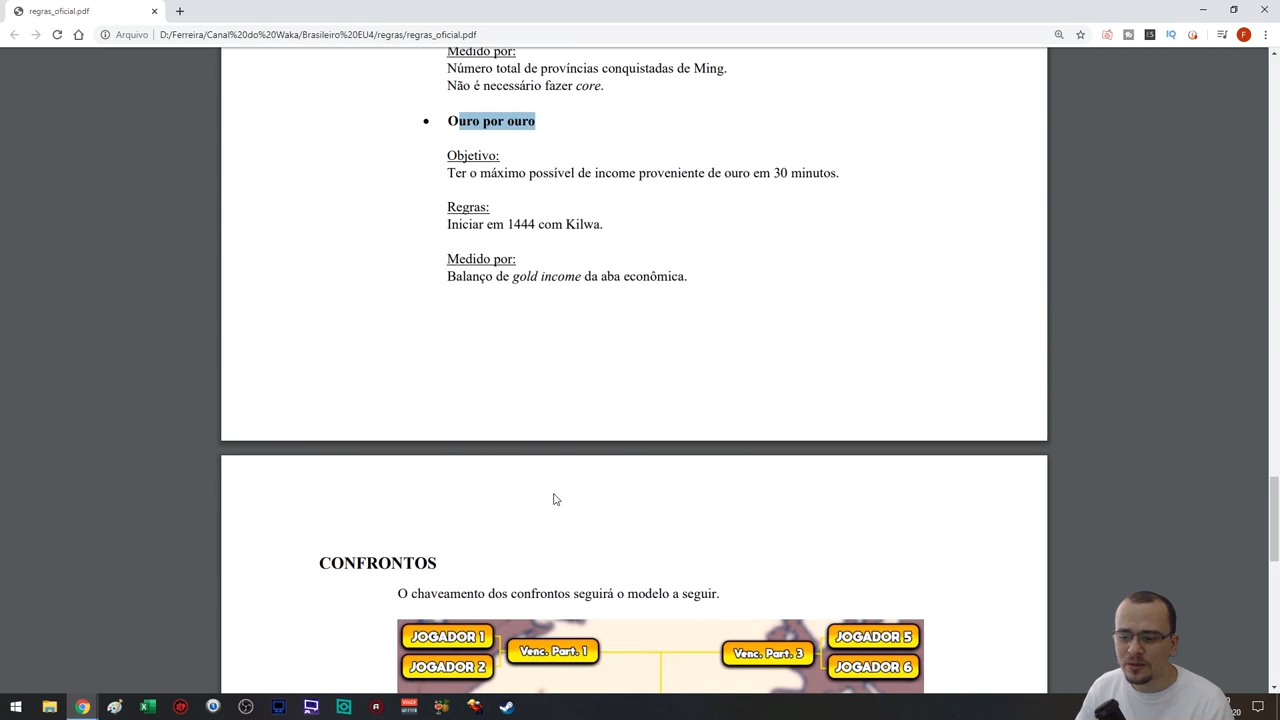 regras_oficial.pdf
Arquivo
D:/Ferreira/Canal%20do%20Waka/Brasileiro%20EU4/regras/regras_oficial.pdf
Medido por:
Número total de províncias conquistadas de Ming.
Não é necessário fazer core.
• Ouro por ouro
Objetivo:
Ter o máximo possível de income proveniente de ouro em 30 minutos.
Regras:
Iniciar em 1444 com Kilwa.
Medido por:
Balanço de gold income da aba econômica.
CONFRONTOS
O chaveamento dos confrontos seguirá o modelo a seguir.
JOGADOR 1
JOGADOR 2
Venc. Part. 1
Venc. Part. 3
JOGADOR 5
JOGADOR 6